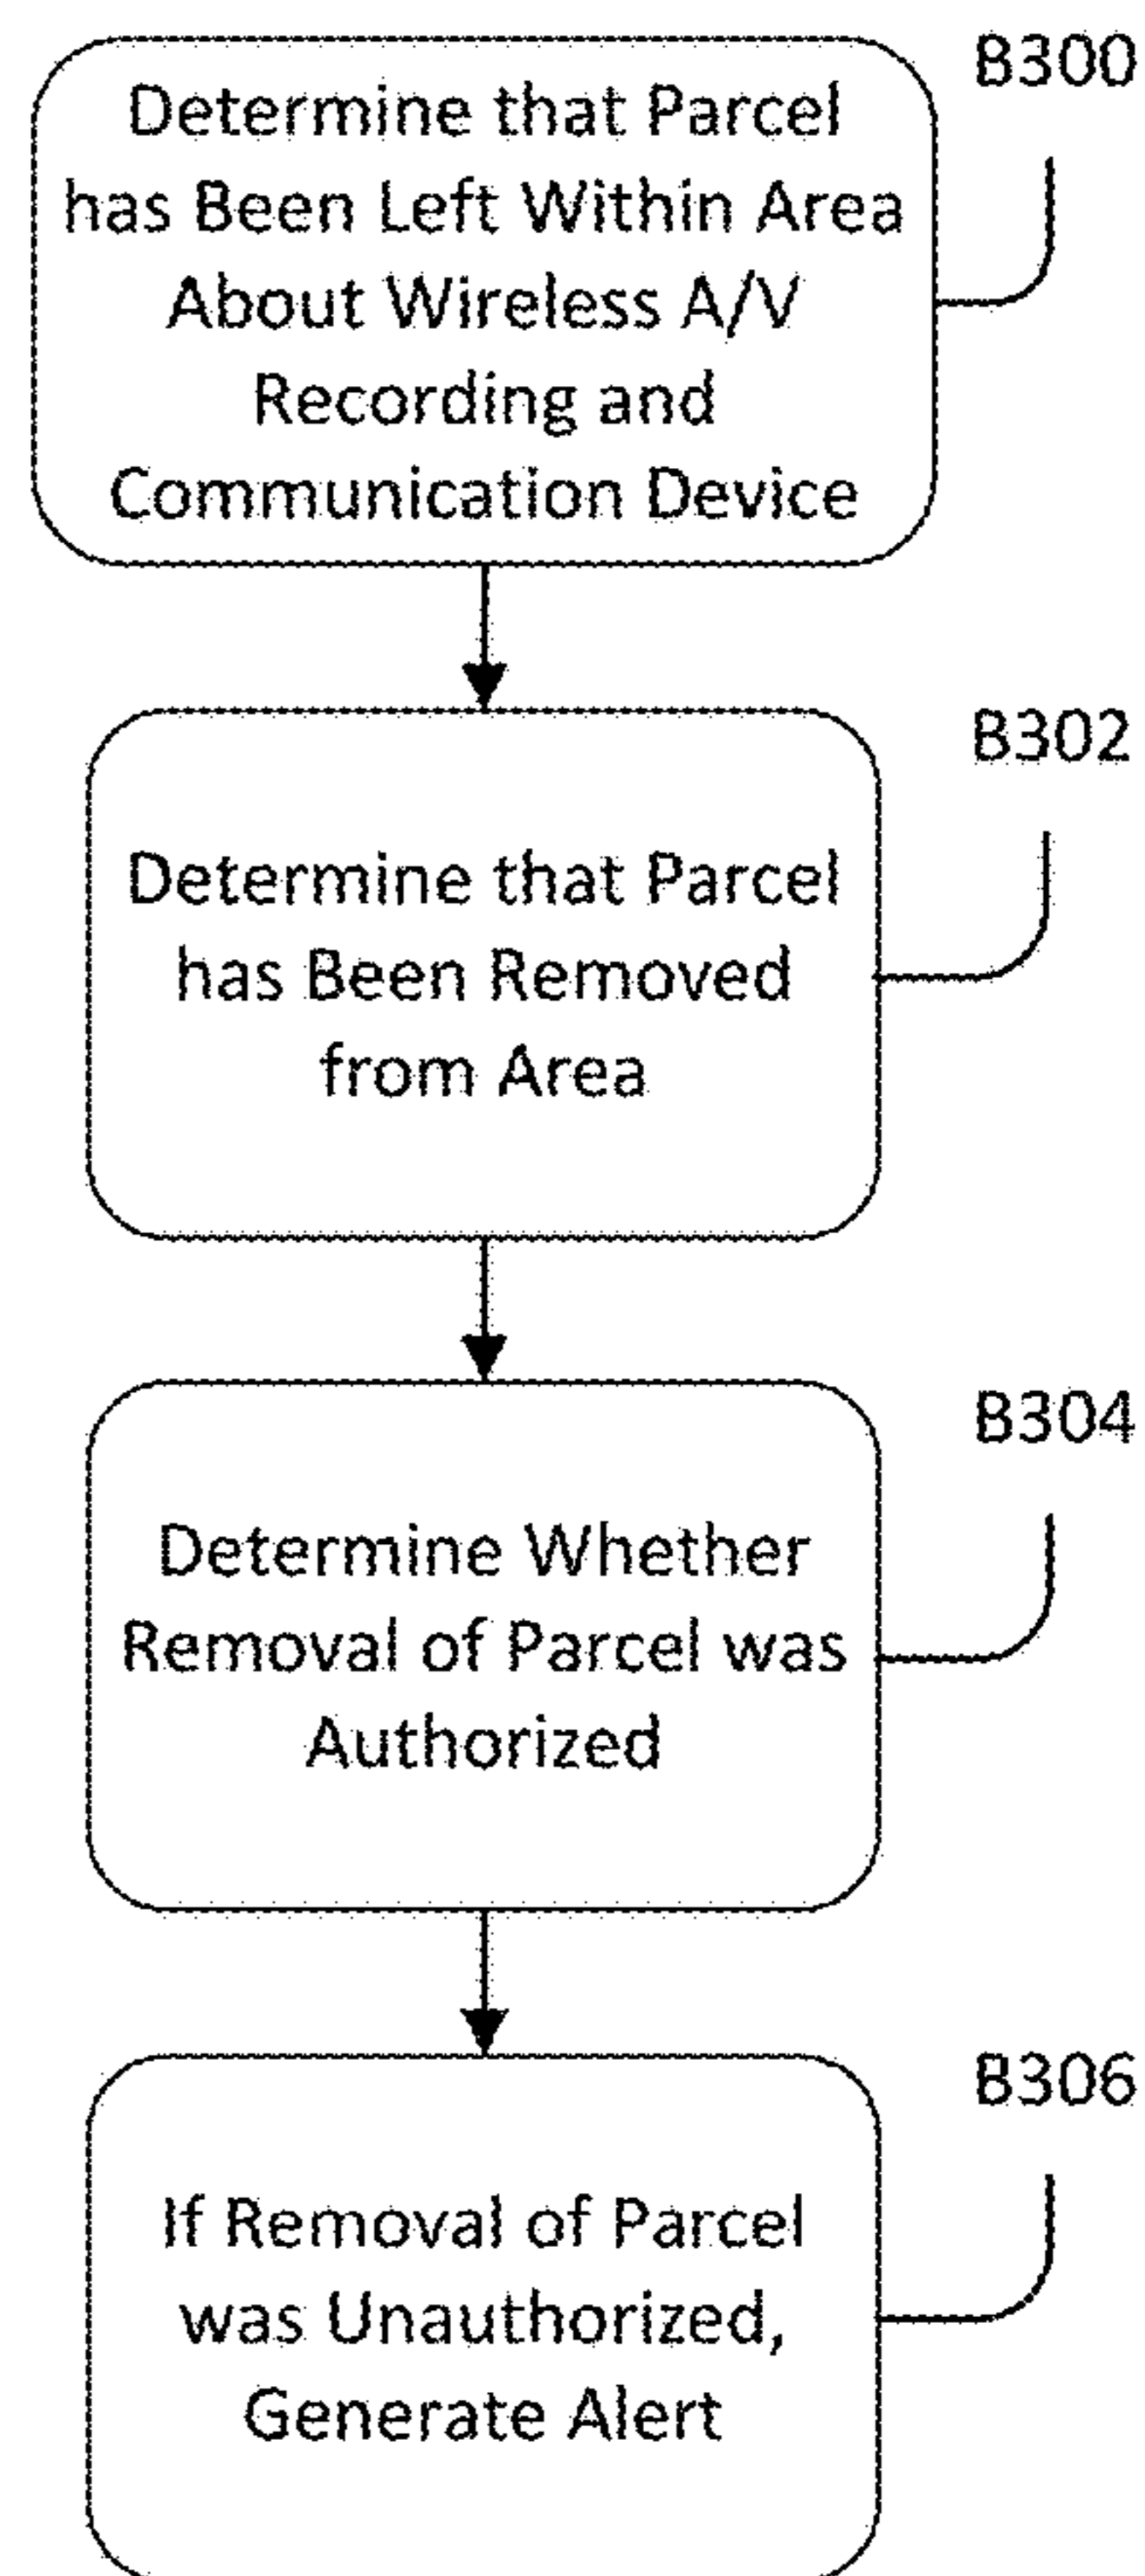 B300
Determine that Parcel
has Been Left Within Area
About Wireless A/V
Recording and
Communication Device
B302
Determine that Parcel
has Been Removed
from Area
B304
Determine Whether
Removal of Parcel was
Authorized
B306
If Removal of Parcel
was Unauthorized,
Generate Alert